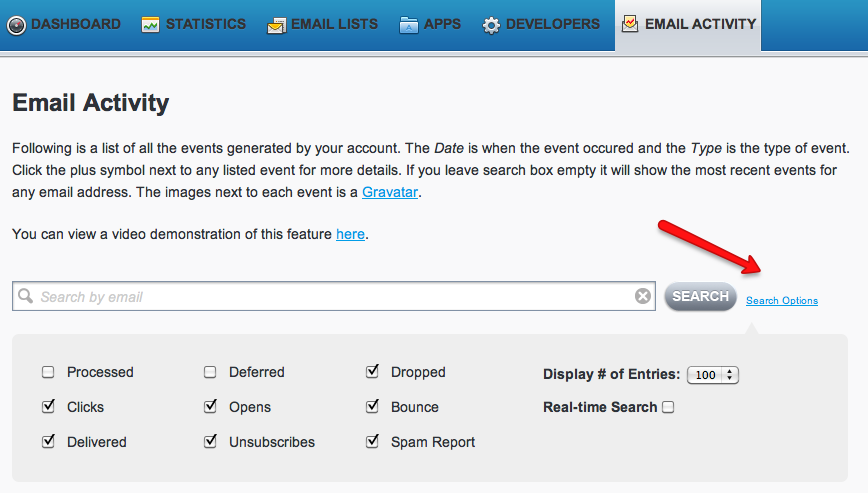 DASHBOARD STATISTICS EMAIL LISTS APPS DEVELOPERS EMAIL ACTIVITY
Email Activity
Following is a list of all the events generated by your account. The Date is when the event occured and the Type is the type of event.
Click the plus symbol next to any listed event for more details. If you leave search box empty it will show the most recent events for
any email address. The images next to each event is a Gravatar.
You can view a video demonstration of this feature here.
Search by email SEARCH Search Options
Processed Deferred Dropped Display # of Entries: 100
Clicks Opens Bounce Real-time Search
Delivered Unsubscribes Spam Report